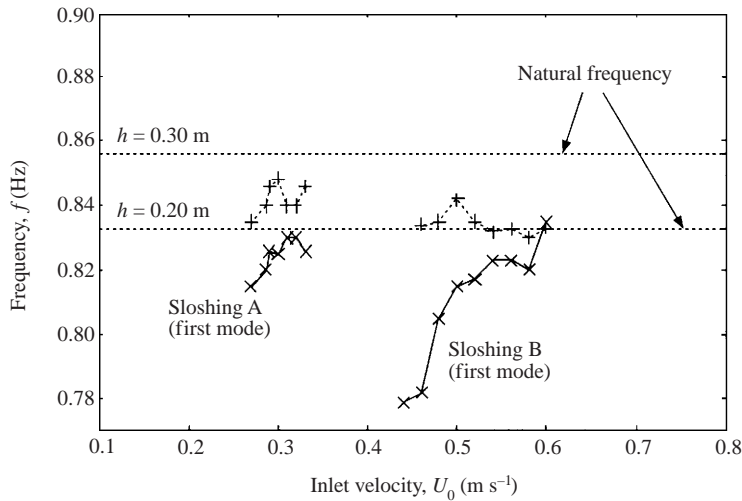 0.90
0.88
0.86
0.84
0.82
0.80
0.78
Frequency, f (Hz)
Natural frequency
h = 0.30 m
h = 0.20 m
Sloshing A
(first mode)
Sloshing B
(first mode)
0.1 0.2 0.3 0.4 0.5 0.6 0.7 0.8
Inlet velocity, U₀ (m s⁻¹)